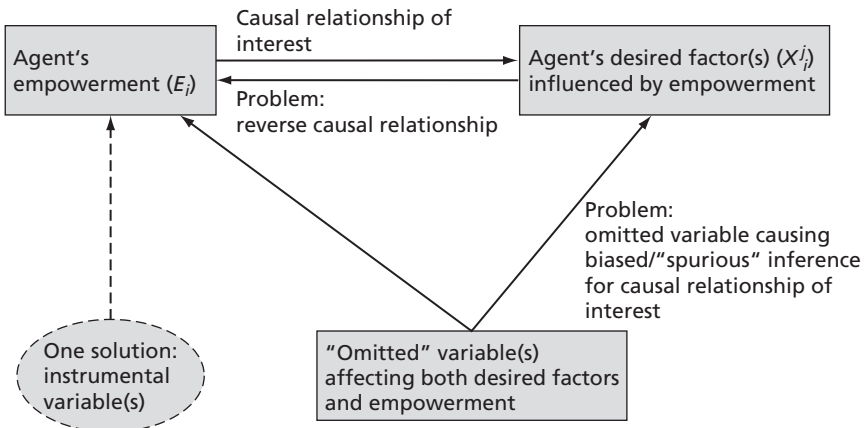 Causal relationship of
interest
Agent's
empowerment (Ei)
Agent's desired factor(s) (Xji)
influenced by empowerment
Problem:
reverse causal relationship
Problem:
omitted variable causing
biased/“spurious“ inference
for causal relationship of
interest
One solution:
instrumental
variable(s)
“Omitted” variable(s)
affecting both desired factors
and empowerment